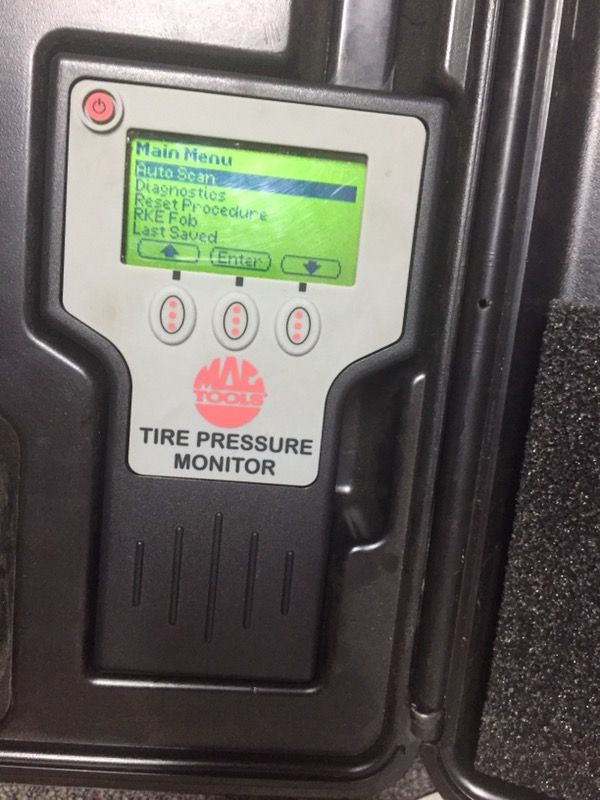 Main Menu
Auto Scan
Diagnostics
Reset Procedure
RKE Fob
Last Saved
Enter
MAC
TOOLS
TIRE PRESSURE
MONITOR